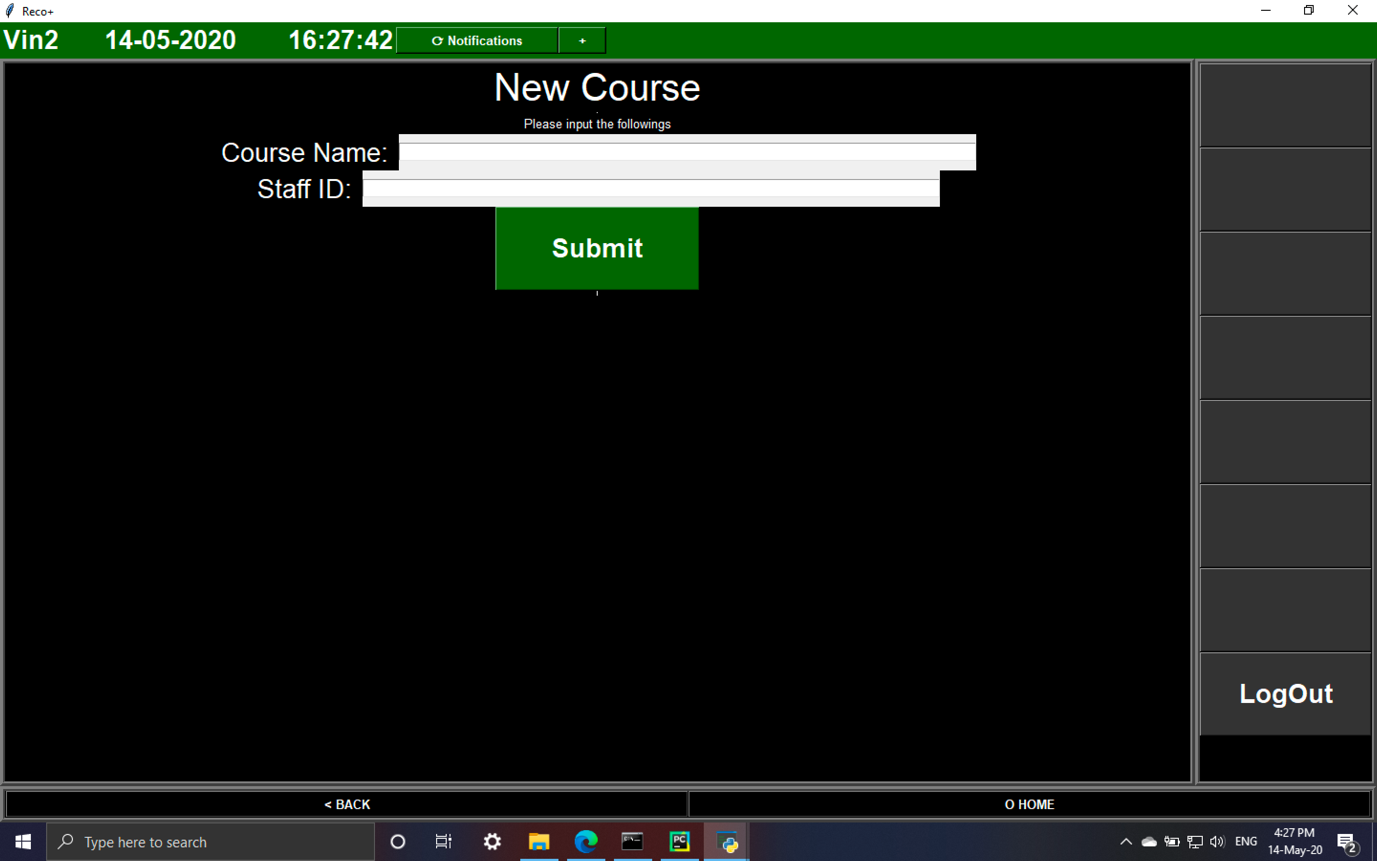 Reco+
Vin2 14-05-2020 16:27:42 Notifications +
New Course
Please input the followings
Course Name:
Staff ID:
Submit
LogOut
< BACK O HOME
Type here to search
PC
ENG
4:27 PM
14-May-20
2